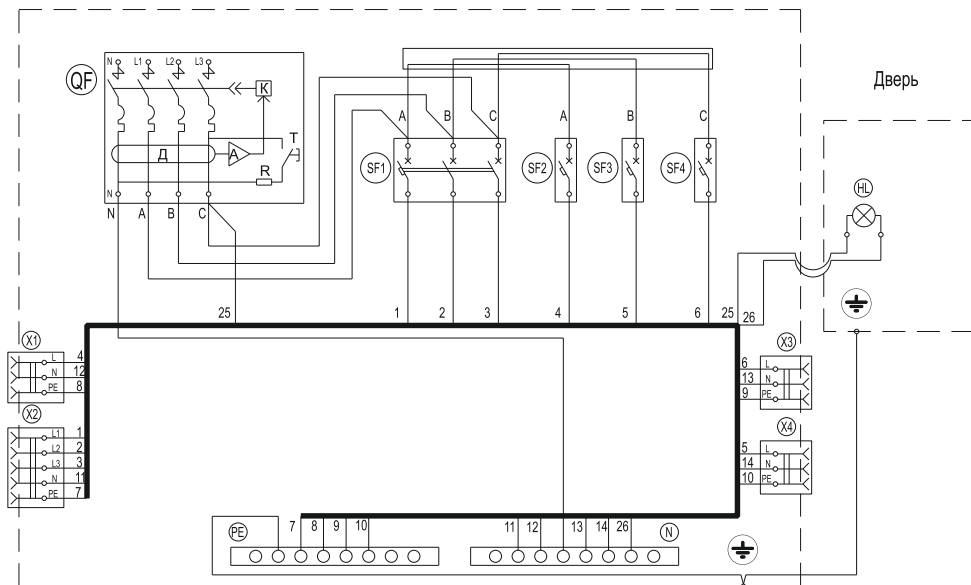 Дверь
QF
N L1 L2 L3
К
Д
А
T
R
N A B C
A B C A B C
SF1 SF2 SF3 SF4
HL
25 1 2 3 4 5 6 25 26
X1
L 4
N 12
PE 8
X2
L1 1
L2 2
L3 3
N 11
PE 7
X3
6 L
13 N
9 PE
X4
5 L
14 N
10 PE
PE 7 8 9 10
11 12 13 14 26 N